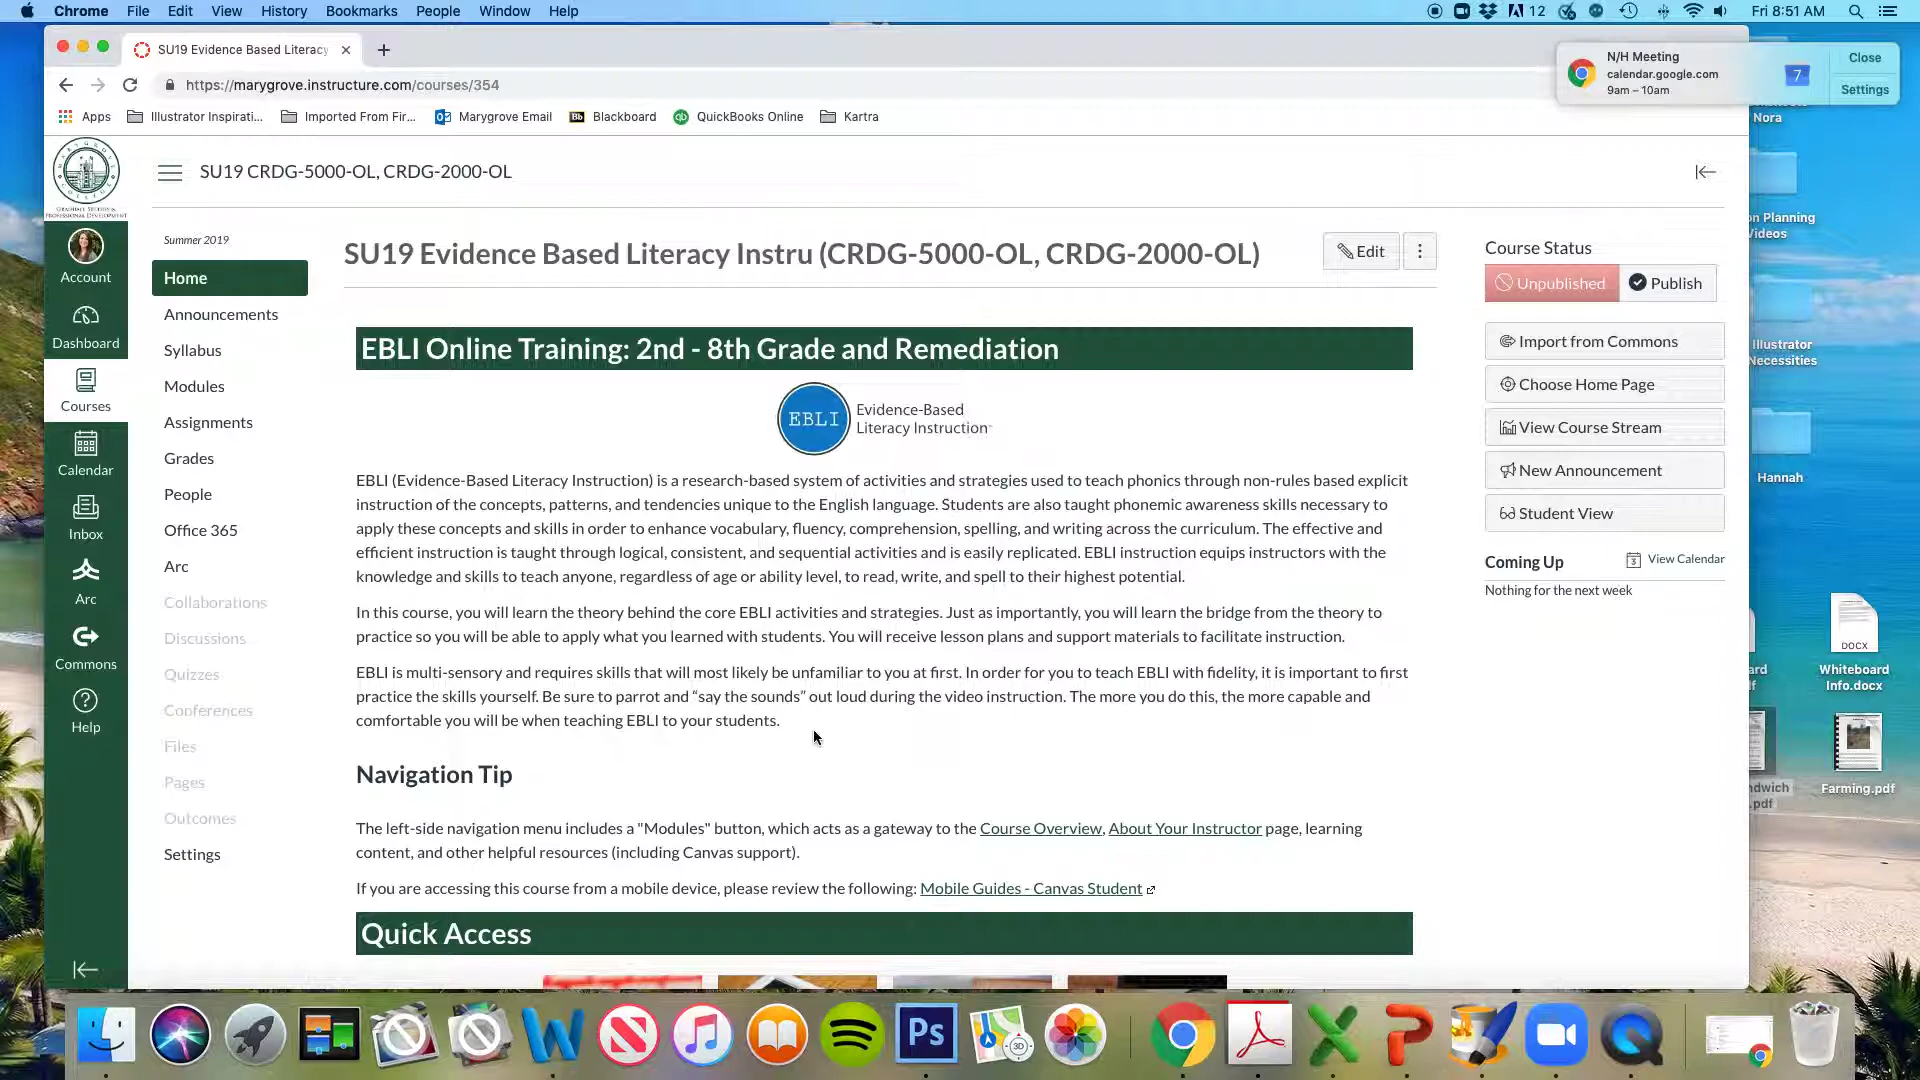 Chrome File Edit View History Bookmarks People Window Help
12 Fri 8:51 AM
SU19 Evidence Based Literacy
https://marygrove.instructure.com/courses/354
N/H Meeting
calendar.google.com
9am – 10am
7
Close
Settings
Apps Illustrator Inspirati... Imported From Fir... Marygrove Email Bb Blackboard qb QuickBooks Online Kartra
Nora
SU19 CRDG-5000-OL, CRDG-2000-OL
Account
Dashboard
Courses
Calendar
Inbox
Arc
Commons
Help
Summer 2019
Home
Announcements
Syllabus
Modules
Assignments
Grades
People
Office 365
Arc
Collaborations
Discussions
Quizzes
Conferences
Files
Pages
Outcomes
Settings
SU19 Evidence Based Literacy Instru (CRDG-5000-OL, CRDG-2000-OL)
Edit
EBLI Online Training: 2nd - 8th Grade and Remediation
EBLI
Evidence-Based
Literacy Instruction
EBLI (Evidence-Based Literacy Instruction) is a research-based system of activities and strategies used to teach phonics through non-rules based explicit
instruction of the concepts, patterns, and tendencies unique to the English language. Students are also taught phonemic awareness skills necessary to
apply these concepts and skills in order to enhance vocabulary, fluency, comprehension, spelling, and writing across the curriculum. The effective and
efficient instruction is taught through logical, consistent, and sequential activities and is easily replicated. EBLI instruction equips instructors with the
knowledge and skills to teach anyone, regardless of age or ability level, to read, write, and spell to their highest potential.
In this course, you will learn the theory behind the core EBLI activities and strategies. Just as importantly, you will learn the bridge from the theory to
practice so you will be able to apply what you learned with students. You will receive lesson plans and support materials to facilitate instruction.
EBLI is multi-sensory and requires skills that will most likely be unfamiliar to you at first. In order for you to teach EBLI with fidelity, it is important to first
practice the skills yourself. Be sure to parrot and “say the sounds” out loud during the video instruction. The more you do this, the more capable and
comfortable you will be when teaching EBLI to your students.
Navigation Tip
The left-side navigation menu includes a "Modules" button, which acts as a gateway to the Course Overview, About Your Instructor page, learning
content, and other helpful resources (including Canvas support).
If you are accessing this course from a mobile device, please review the following: Mobile Guides - Canvas Student
Quick Access
Course Status
Unpublished Publish
Import from Commons
Choose Home Page
View Course Stream
New Announcement
Student View
Coming Up 3 View Calendar
Nothing for the next week
on Planning
Videos
Illustrator
Necessities
Hannah
DOCX
Whiteboard
Info.docx
Farming.pdf
ndwich
.pdf
Ps
3D